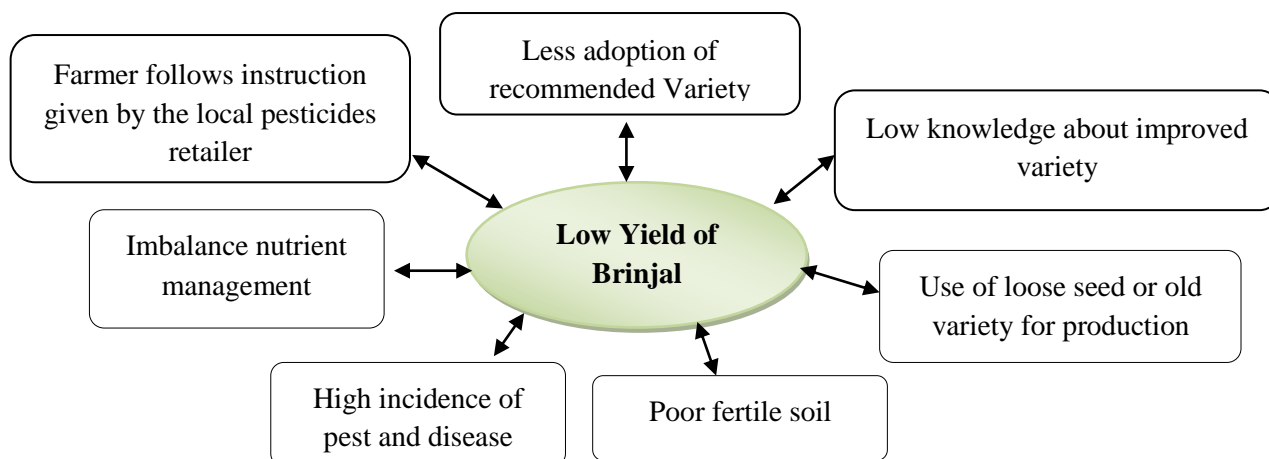 Less adoption of
recommended Variety
Farmer follows instruction
given by the local pesticides
retailer
Low knowledge about improved
variety
Imbalance nutrient
management
Low Yield of
Brinjal
Use of loose seed or old
variety for production
High incidence of
pest and disease
Poor fertile soil